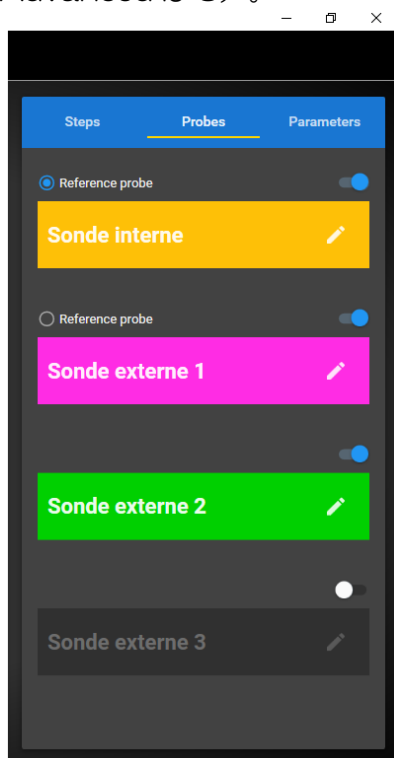 Steps Probes Parameters
Reference probe
Sonde interne
Reference probe
Sonde externe 1
Sonde externe 2
Sonde externe 3